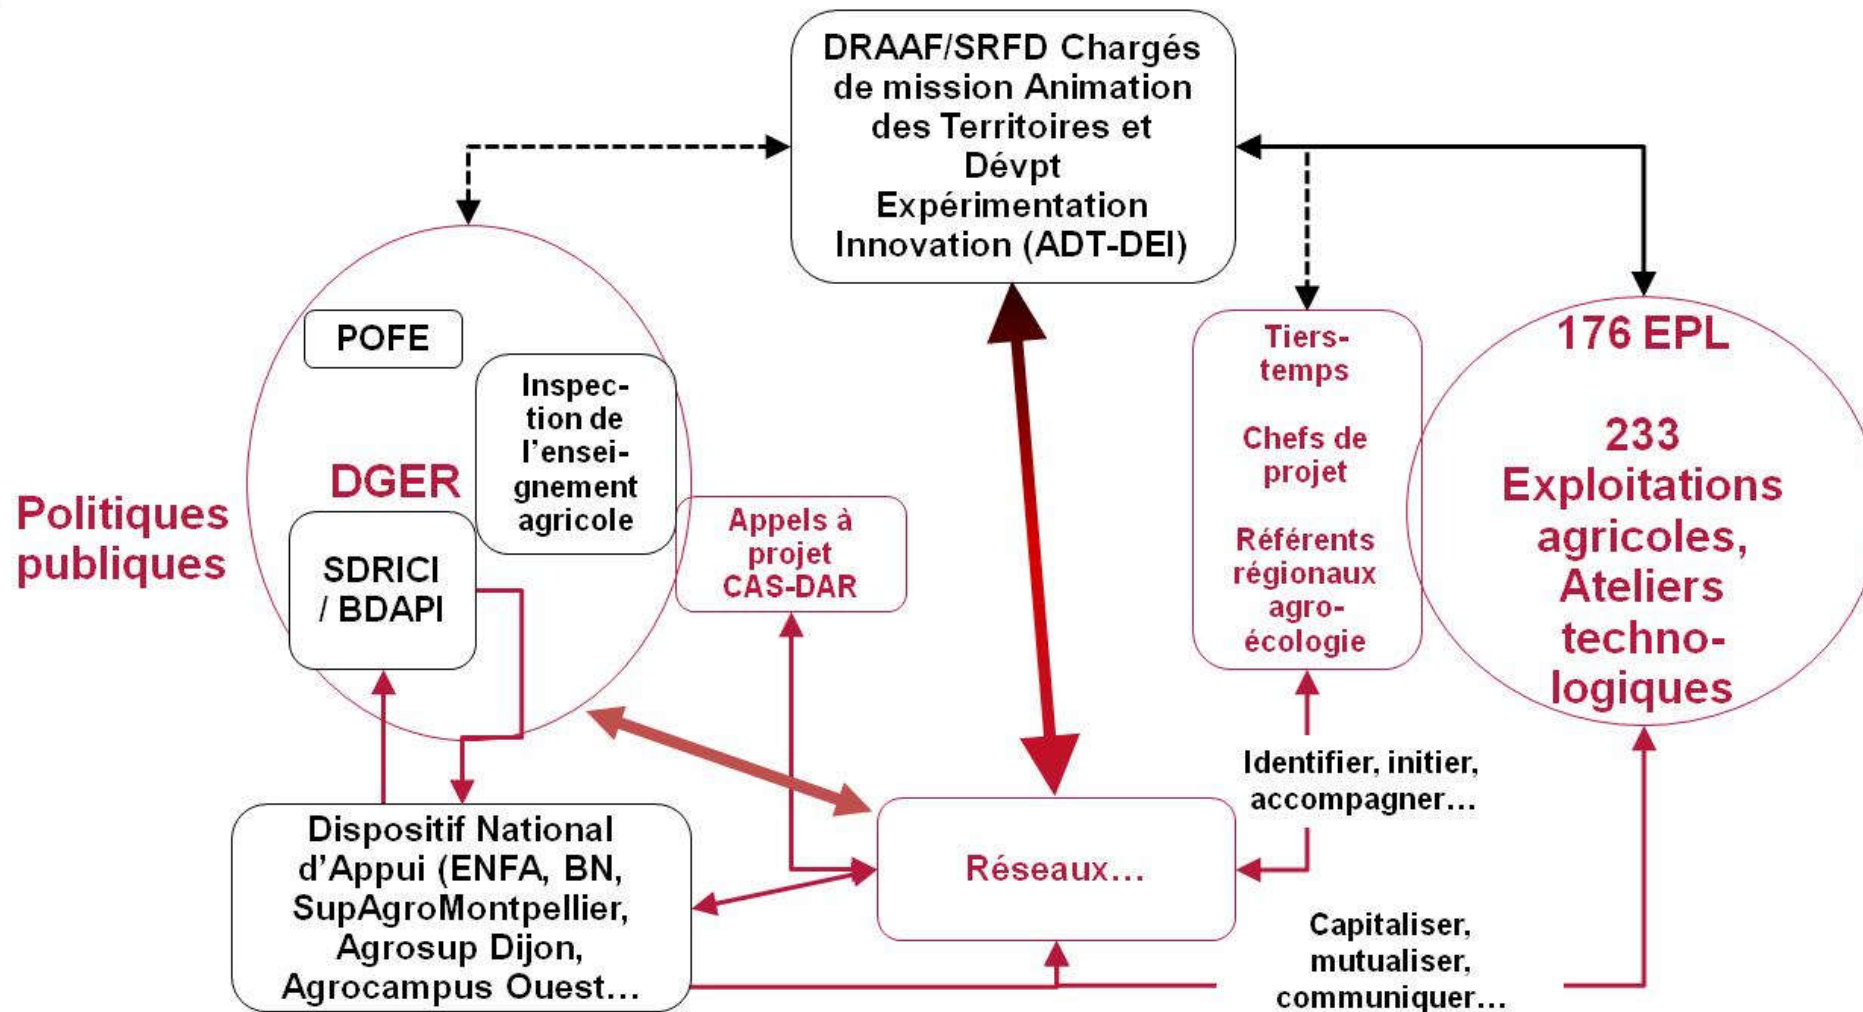 DRAAF/SRFD Chargés
de mission Animation
des Territoires et
Dévpt
Expérimentation
Innovation (ADT-DEI)
POFE
Inspec-
tion de
l'ensei-
gnement
agricole
DGER
Politiques
publiques
SDRICI
/ BDAPI
Appels à
projet
CAS-DAR
Tiers-
temps
Chefs de
projet
Référents
régionaux
agro-
écologie
176 EPL
233
Exploitations
agricoles,
Ateliers
techno-
logiques
Identifier, initier,
accompagner…
Dispositif National
d'Appui (ENFA, BN,
SupAgroMontpellier,
Agrosup Dijon,
Agrocampus Ouest…
Réseaux…
Capitaliser,
mutualiser,
communiquer…